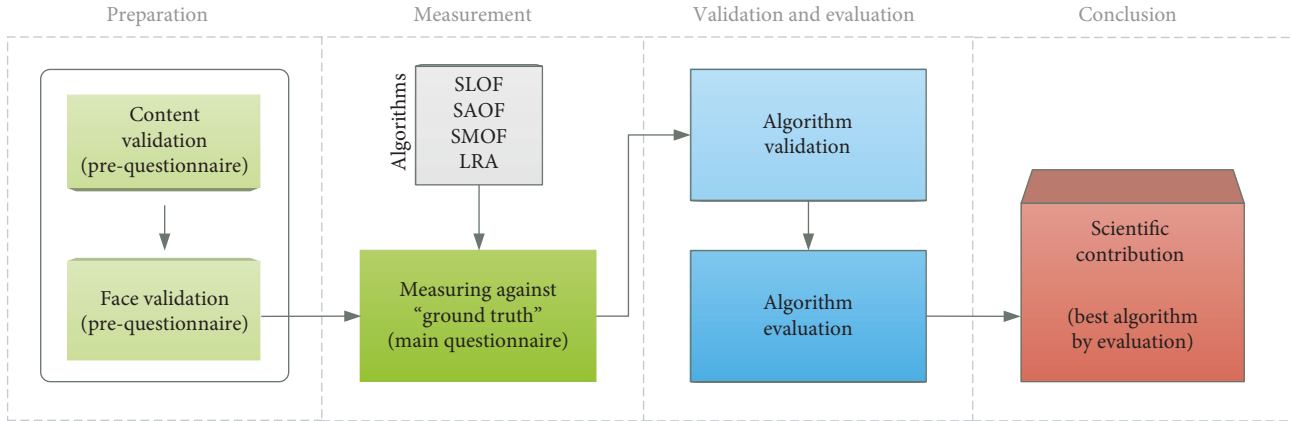 Preparation
Measurement
Validation and evaluation
Conclusion
Content
validation
(pre-questionnaire)
Face validation
(pre-questionnaire)
Algorithms
SLOF
SAOF
SMOF
LRA
Measuring against
“ground truth”
(main questionnaire)
Algorithm
validation
Algorithm
evaluation
Scientific
contribution
(best algorithm
by evaluation)